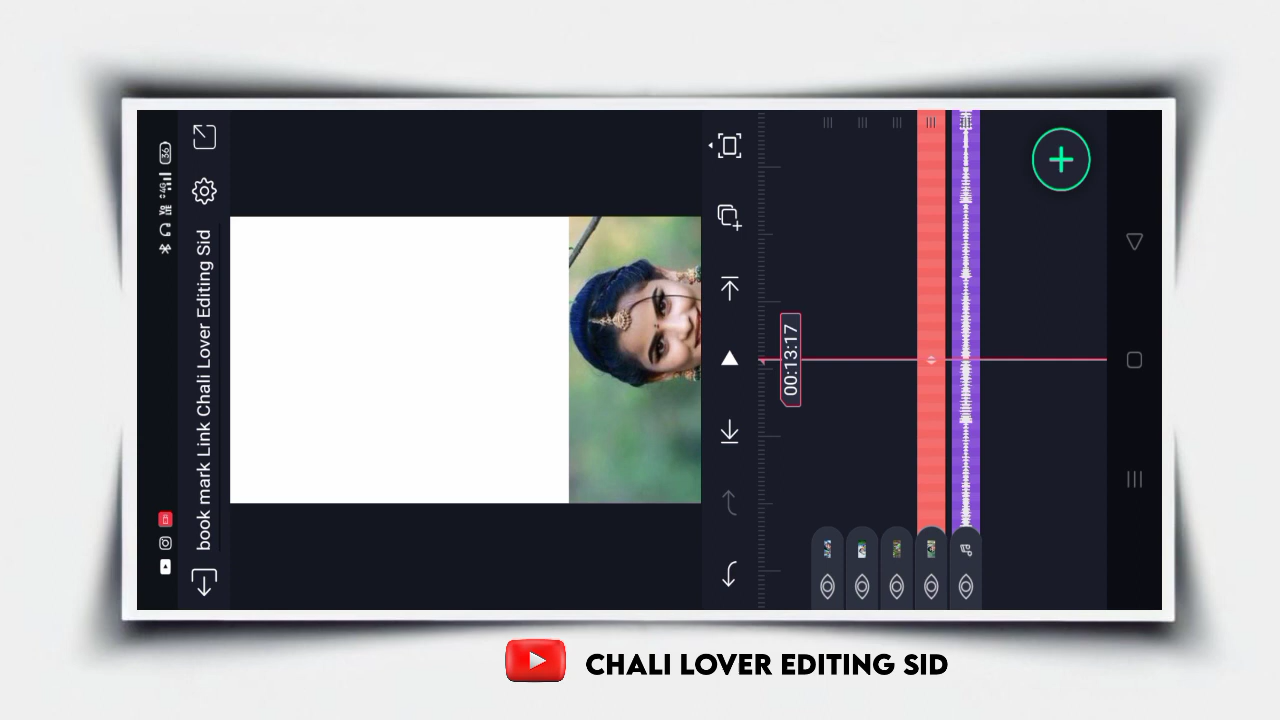 book mark Link Chali Lover Editing Sid
00:13:17
CHALI LOVER EDITING SID